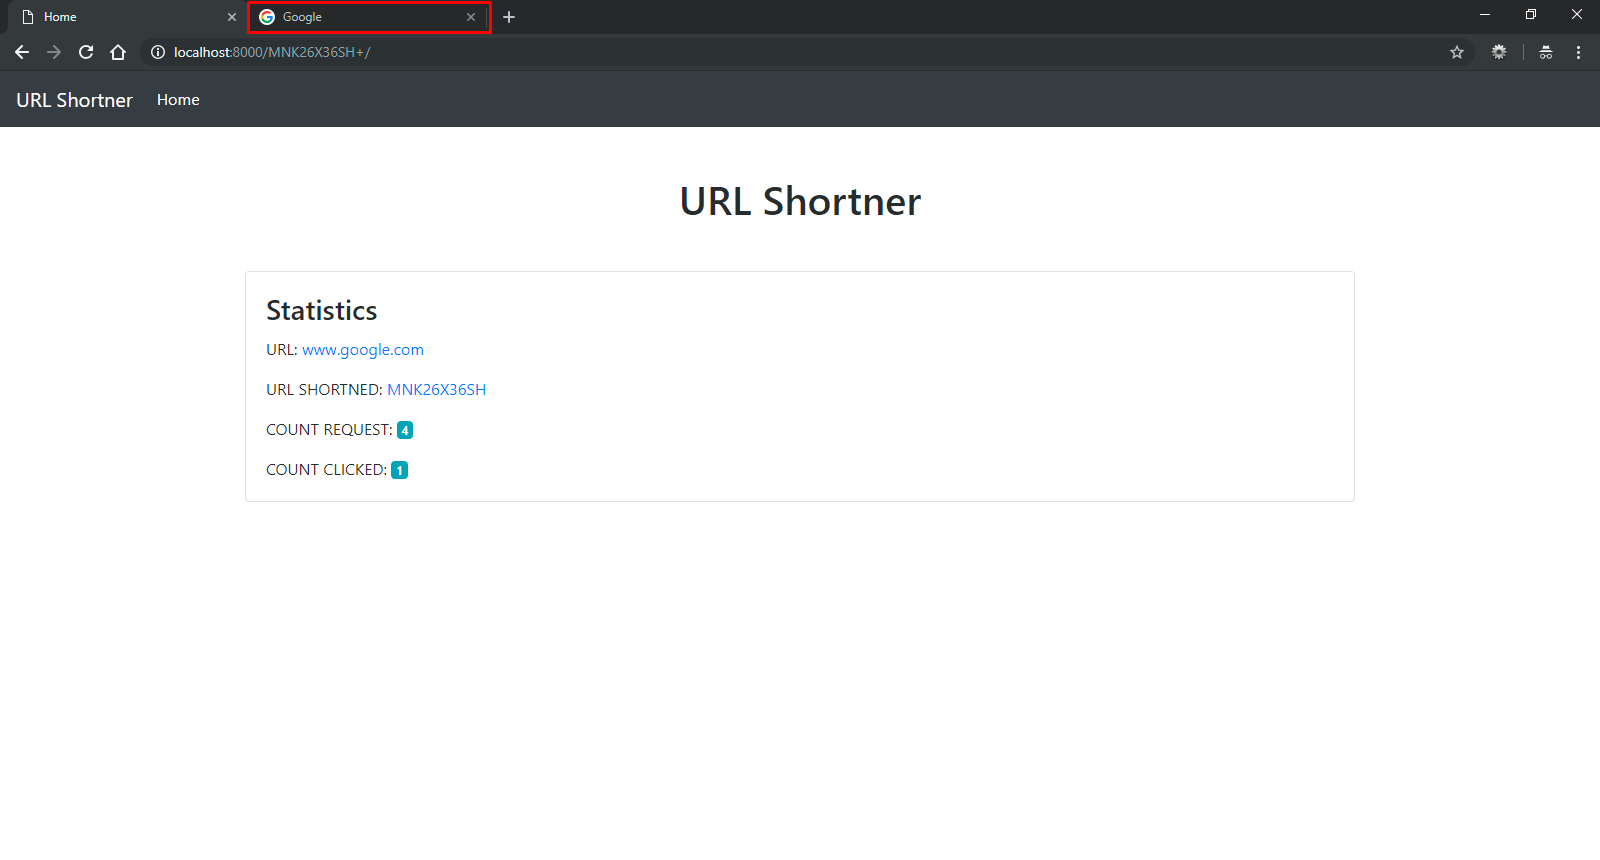 Home
Google
localhost:8000/MNK26X36SH+/
URL Shortner Home
URL Shortner
Statistics
URL: www.google.com
URL SHORTNED: MNK26X36SH
COUNT REQUEST: 4
COUNT CLICKED: 1